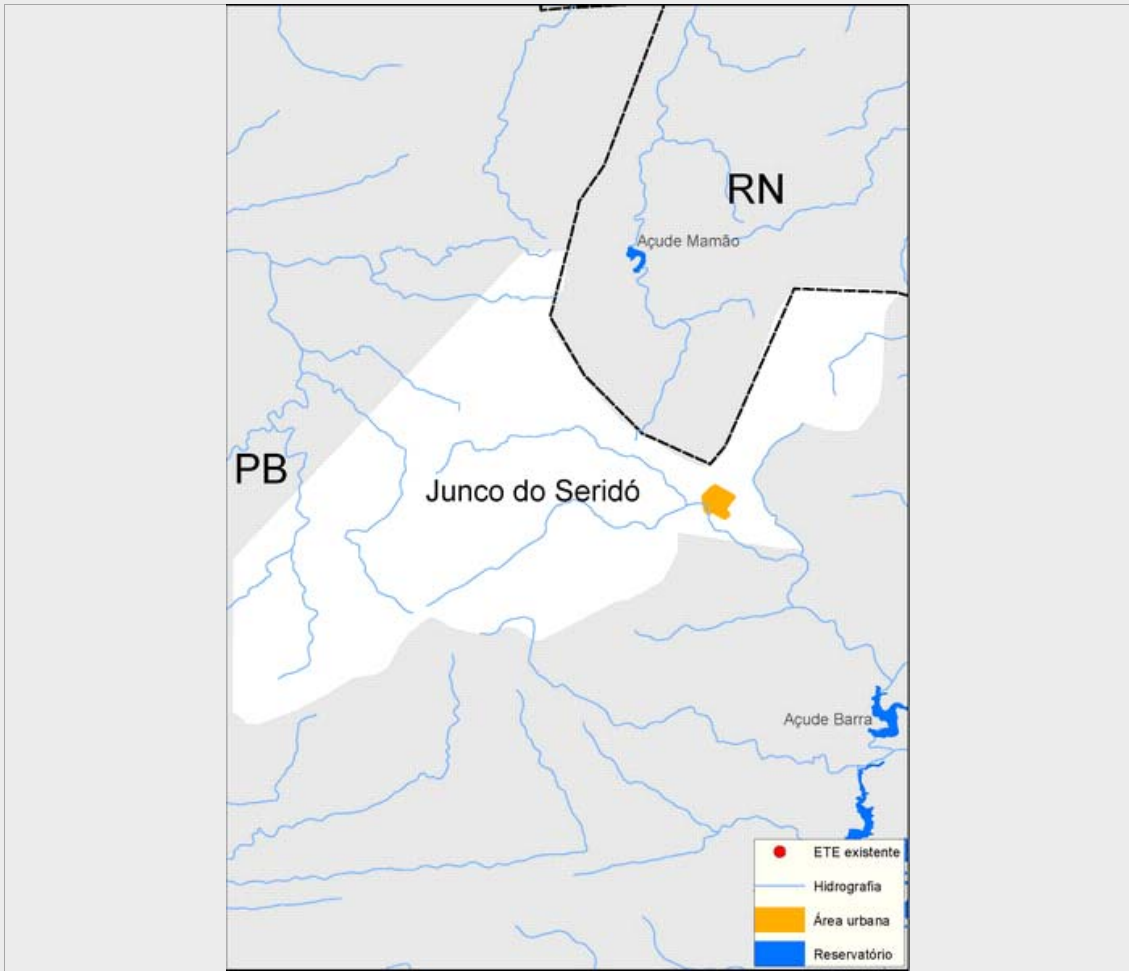 RN
Açude Mamão
PB
Junco do Seridó
Açude Barra
ETE existente
Hidrografia
Área urbana
Reservatório